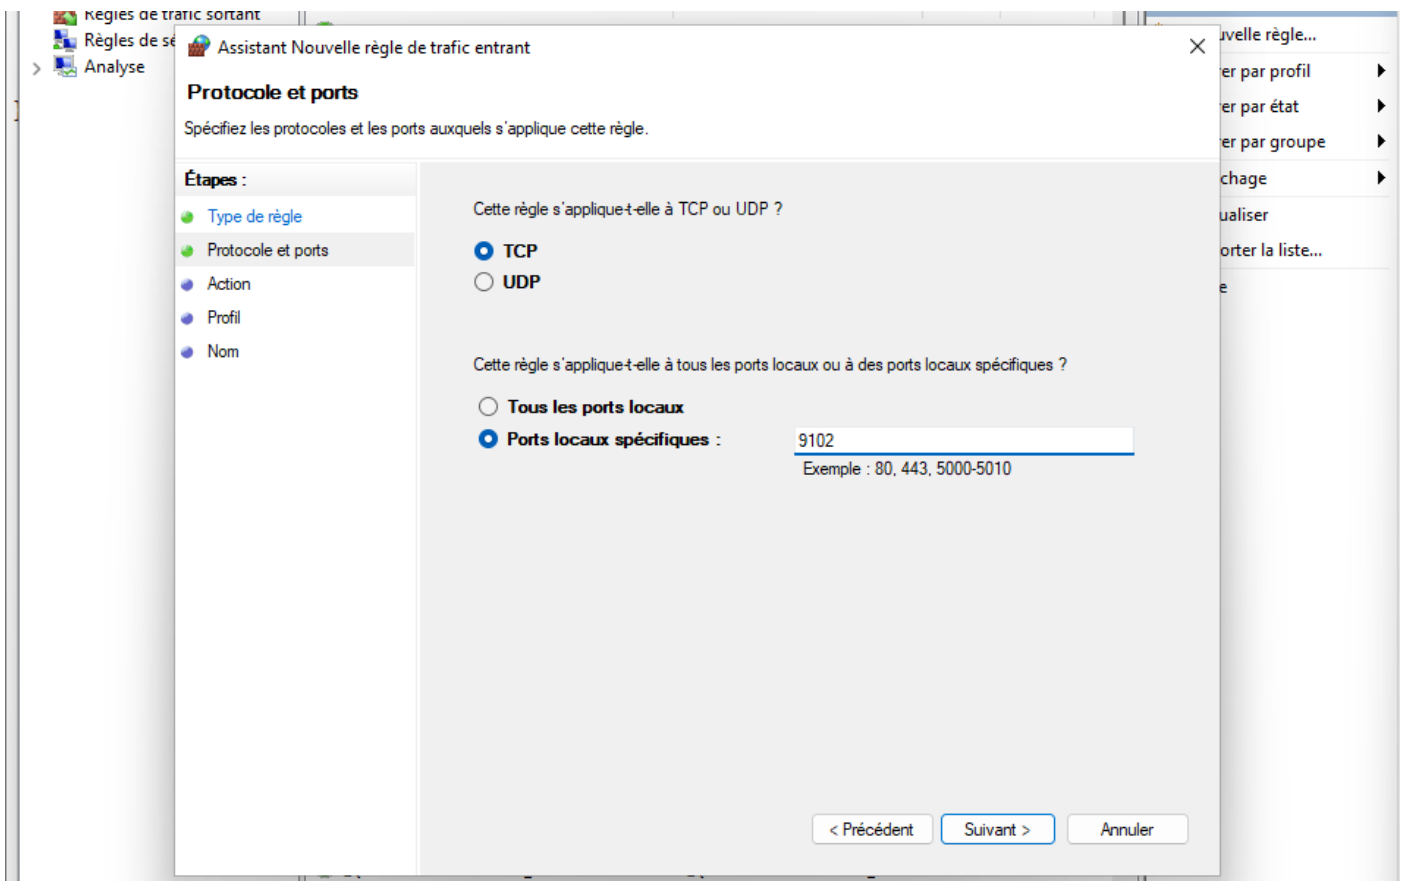 Règles de trafic sortant
Règles de sé
Analyse
Assistant Nouvelle règle de trafic entrant
Protocole et ports
Spécifiez les protocoles et les ports auxquels s'applique cette règle.
Étapes :
Type de règle
Protocole et ports
Action
Profil
Nom
Cette règle s'applique-t-elle à TCP ou UDP ?
TCP
UDP
Cette règle s'applique-t-elle à tous les ports locaux ou à des ports locaux spécifiques ?
Tous les ports locaux
Ports locaux spécifiques :
9102
Exemple : 80, 443, 5000-5010
< Précédent
Suivant >
Annuler
uvelle règle...
rer par profil
rer par état
rer par groupe
chage
ualiser
orter la liste...
e